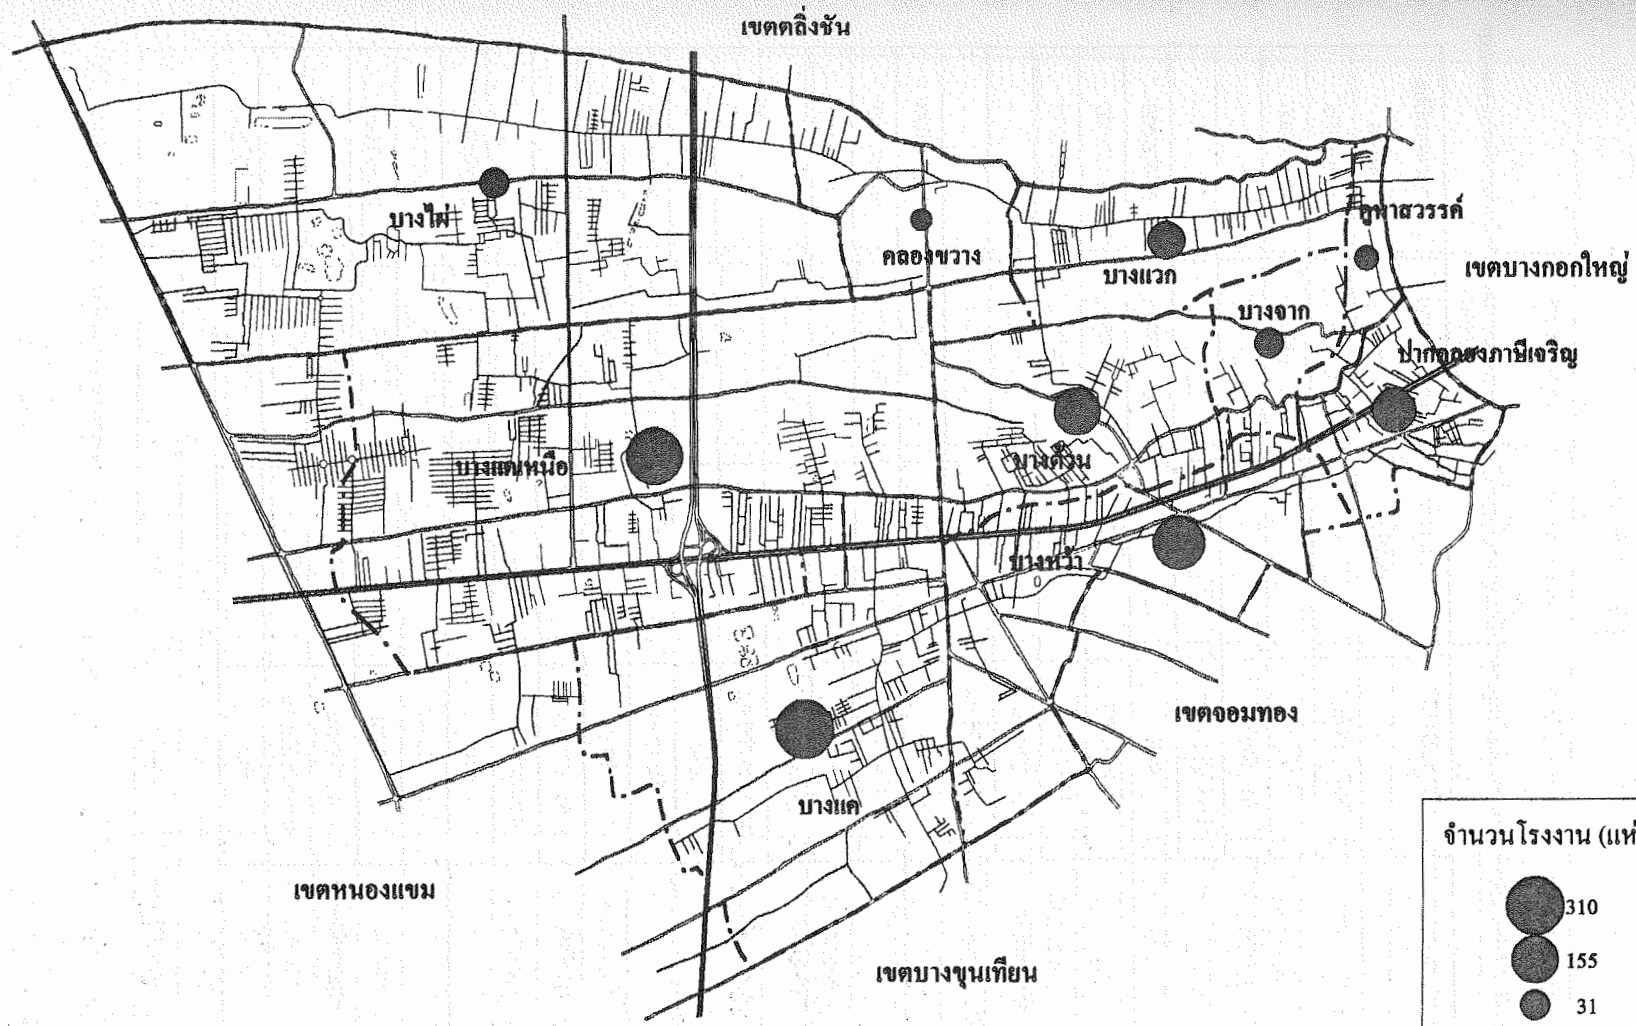 เขตตลิ่งชัน
บางไผ่
คลองขวาง
บางแวก
คูหาสวรรค์
เขตบางกอกใหญ่
บางจาก
ปากคลองภาษีเจริญ
บางแคเหนือ
บางด้วน
บางหว้า
เขตจอมทอง
บางแค
เขตหนองแขม
เขตบางขุนเทียน
จำนวนโรงงาน (แห่
310
155
31